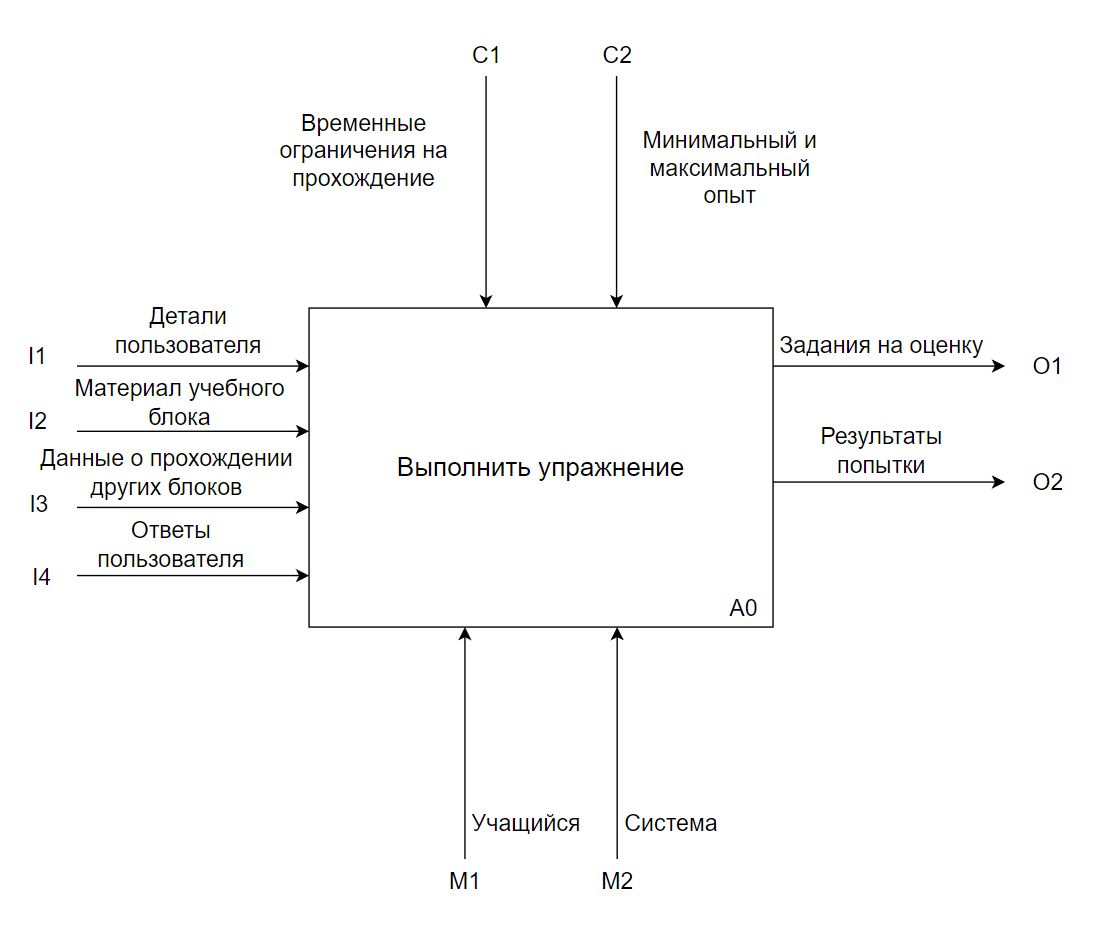 C1
C2
Временные
ограничения на
прохождение
Минимальный и
максимальный
опыт
Детали
пользователя
I1
Материал учебного
блока
I2
Данные о прохождении
других блоков
I3
Ответы
пользователя
I4
Выполнить упражнение
A0
Задания на оценку
O1
Результаты
попытки
O2
Учащийся
Система
M1
M2